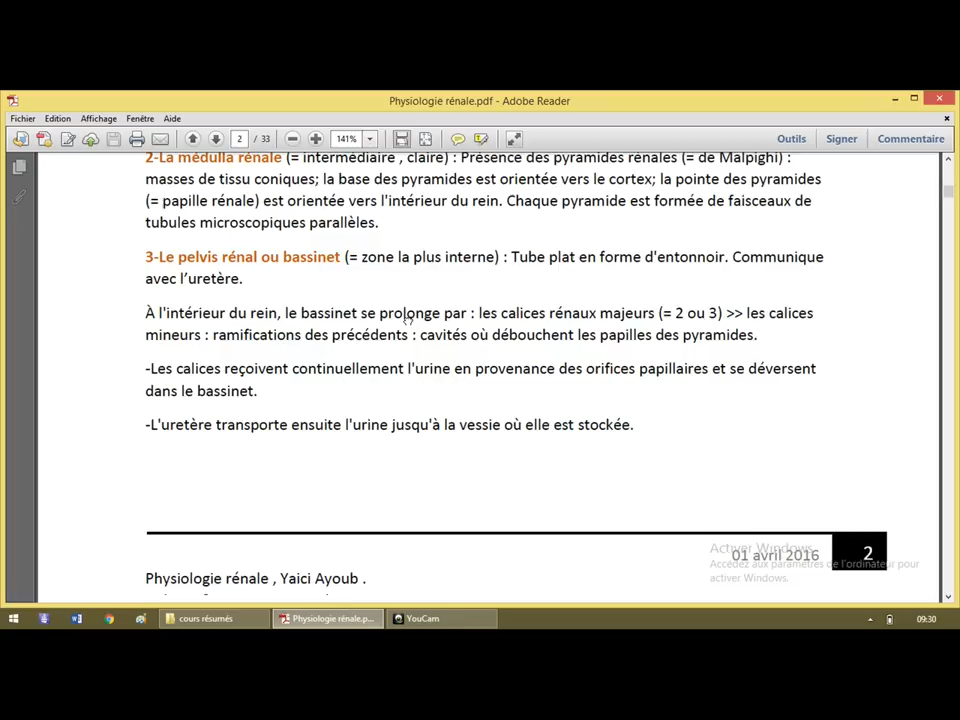 Physiologie rénale.pdf - Adobe Reader
Fichier Edition Affichage Fenêtre Aide
2 / 33 141% Outils Signer Commentaire
2-La médulla rénale (= intermédiaire , claire) : Présence des pyramides rénales (= de Malpighi) :
masses de tissu coniques; la base des pyramides est orientée vers le cortex; la pointe des pyramides
(= papille rénale) est orientée vers l'intérieur du rein. Chaque pyramide est formée de faisceaux de
tubules microscopiques parallèles.
3-Le pelvis rénal ou bassinet (= zone la plus interne) : Tube plat en forme d'entonnoir. Communique
avec l’uretère.
À l'intérieur du rein, le bassinet se prolonge par : les calices rénaux majeurs (= 2 ou 3) >> les calices
mineurs : ramifications des précédents : cavités où débouchent les papilles des pyramides.
-Les calices reçoivent continuellement l'urine en provenance des orifices papillaires et se déversent
dans le bassinet.
-L'uretère transporte ensuite l'urine jusqu'à la vessie où elle est stockée.
Activer Windows
01 avril 2016 2
Accédez aux paramètres de l'ordinateur pour
activer Windows.
Physiologie rénale , Yaici Ayoub .
cours résumés Physiologie rénale.p... YouCam 09:30